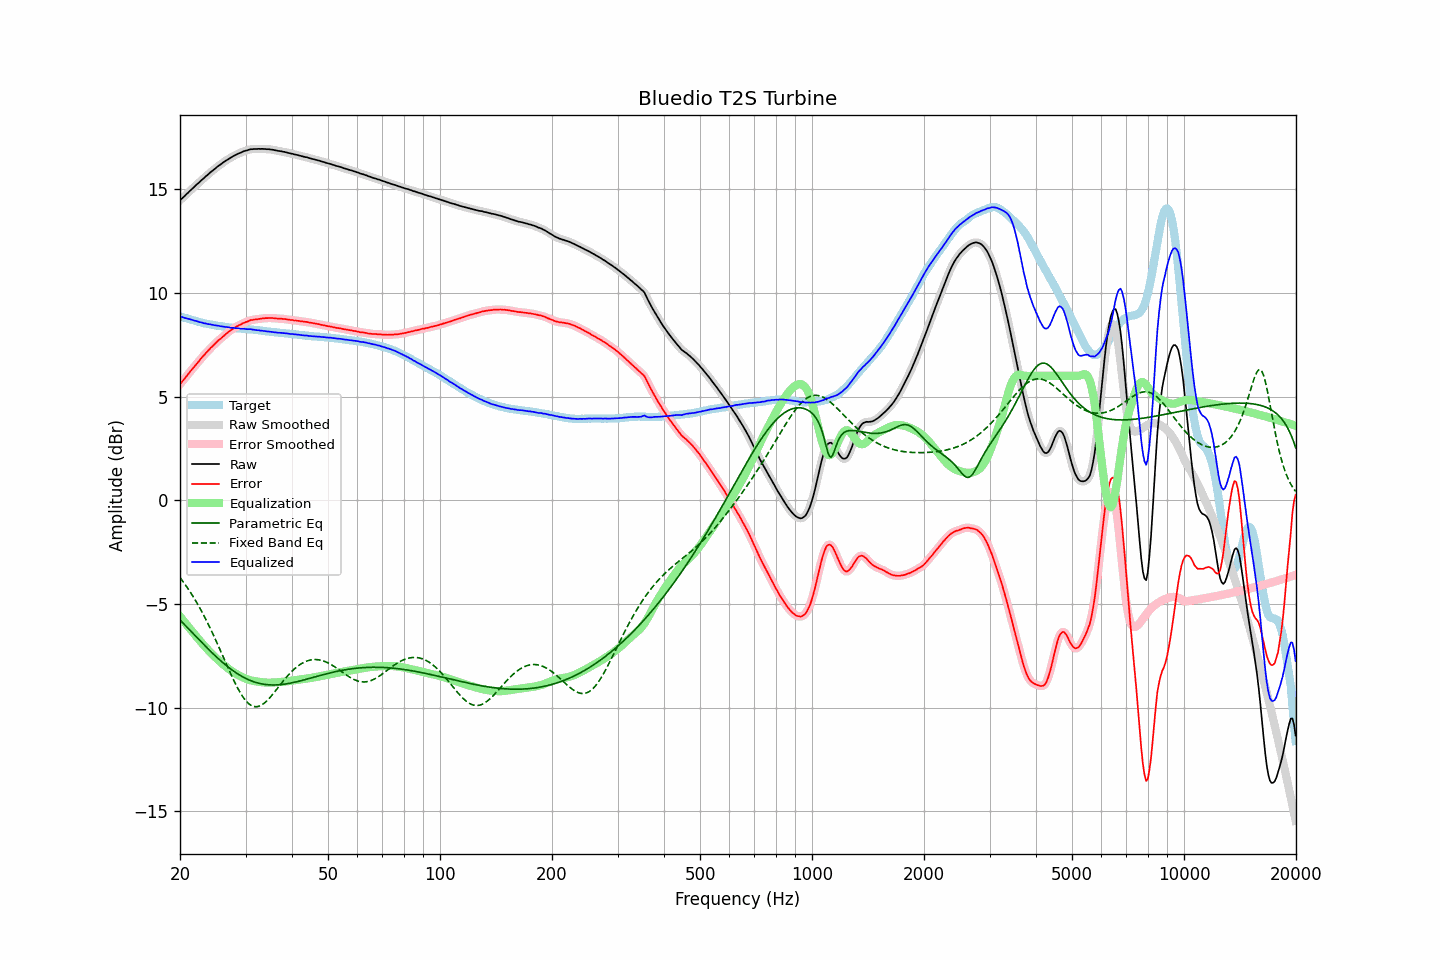 Bluedio T2S Turbine
Amplitude (dBr)
15
10
5
0
−5
−10
−15
Target
Raw Smoothed
Error Smoothed
Raw
Error
Equalization
Parametric Eq
Fixed Band Eq
Equalized
20 50 100 200 500 1000 2000 5000 10000 20000
Frequency (Hz)